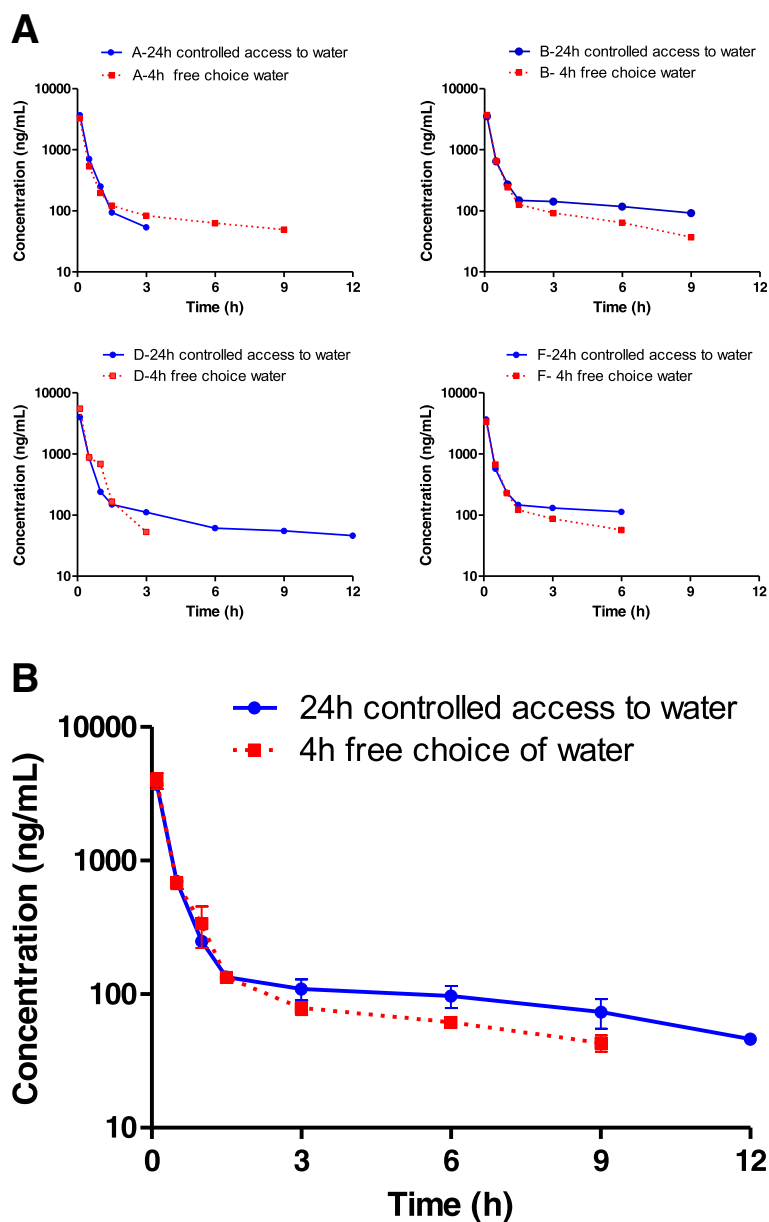 A
A-24h controlled access to water
A-4h free choice water
Concentration (ng/mL)
10000
1000
100
10
0 3 6 9 12
Time (h)
B-24h controlled access to water
B- 4h free choice water
Concentration (ng/mL)
10000
1000
100
10
0 3 6 9 12
Time (h)
D-24h controlled access to water
D-4h free choice water
Concentration (ng/mL)
10000
1000
100
10
0 3 6 9 12
Time (h)
F-24h controlled access to water
F- 4h free choice water
Concentration (ng/mL)
10000
1000
100
10
0 3 6 9 12
Time (h)
B
24h controlled access to water
4h free choice of water
Concentration (ng/mL)
10000
1000
100
10
0 3 6 9 12
Time (h)